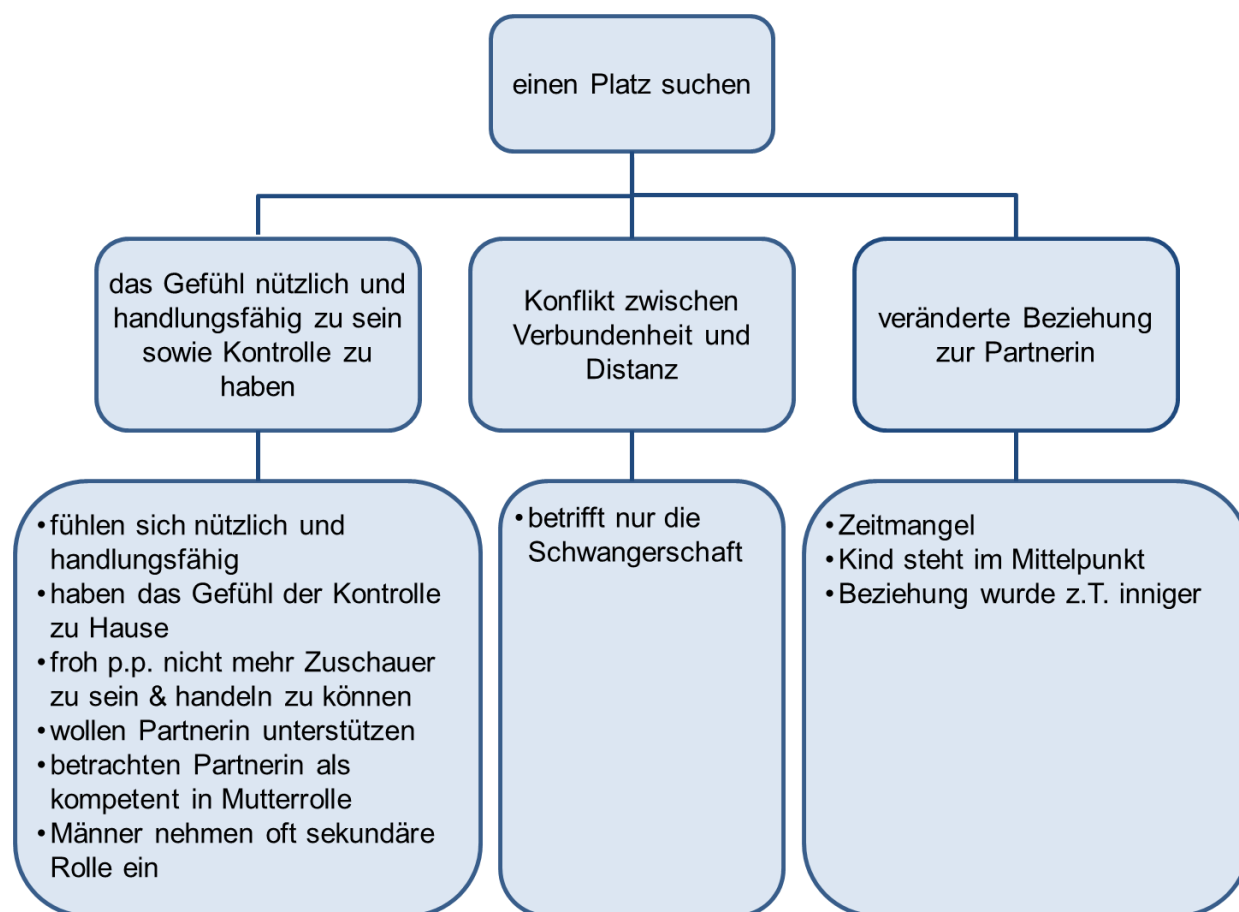 einen Platz suchen
das Gefühl nützlich und
handlungsfähig zu sein
sowie Kontrolle zu
haben
Konflikt zwischen
Verbundenheit und
Distanz
veränderte Beziehung
zur Partnerin
• fühlen sich nützlich und
handlungsfähig
• haben das Gefühl der Kontrolle
zu Hause
• froh p.p. nicht mehr Zuschauer
zu sein & handeln zu können
• wollen Partnerin unterstützen
• betrachten Partnerin als
kompetent in Mutterrolle
• Männer nehmen oft sekundäre
Rolle ein
• betrifft nur die
Schwangerschaft
• Zeitmangel
• Kind steht im Mittelpunkt
• Beziehung wurde z.T. inniger